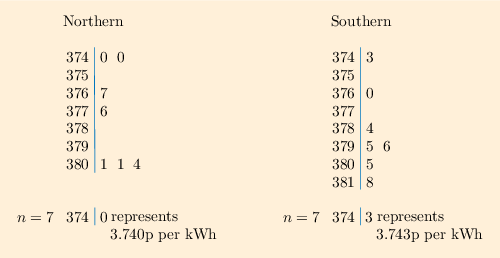 Northern
374 | 0 0
375 |
376 | 7
377 | 6
378 |
379 |
380 | 1 1 4
n = 7 374 | 0 represents
3.740p per kWh
Southern
374 | 3
375 |
376 | 0
377 |
378 | 4
379 | 5 6
380 | 5
381 | 8
n = 7 374 | 3 represents
3.743p per kWh